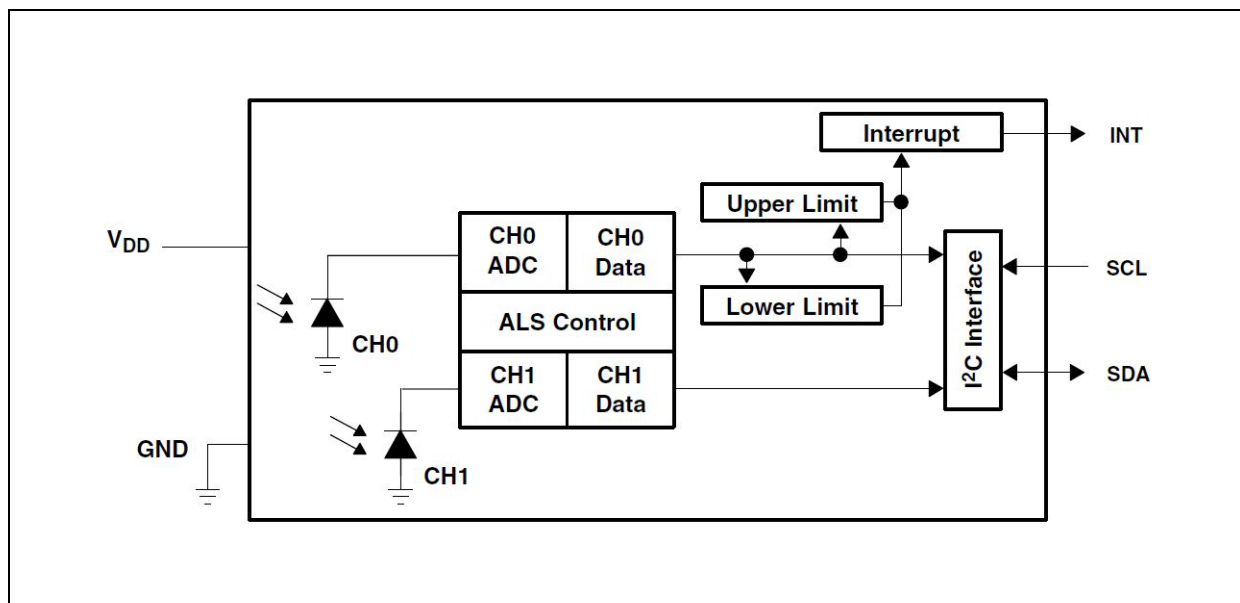 Interrupt
INT
Upper Limit
V_DD
CH0
ADC
CH0
Data
SCL
Lower Limit
ALS Control
CH0
I²C Interface
CH1
ADC
CH1
Data
SDA
GND
CH1